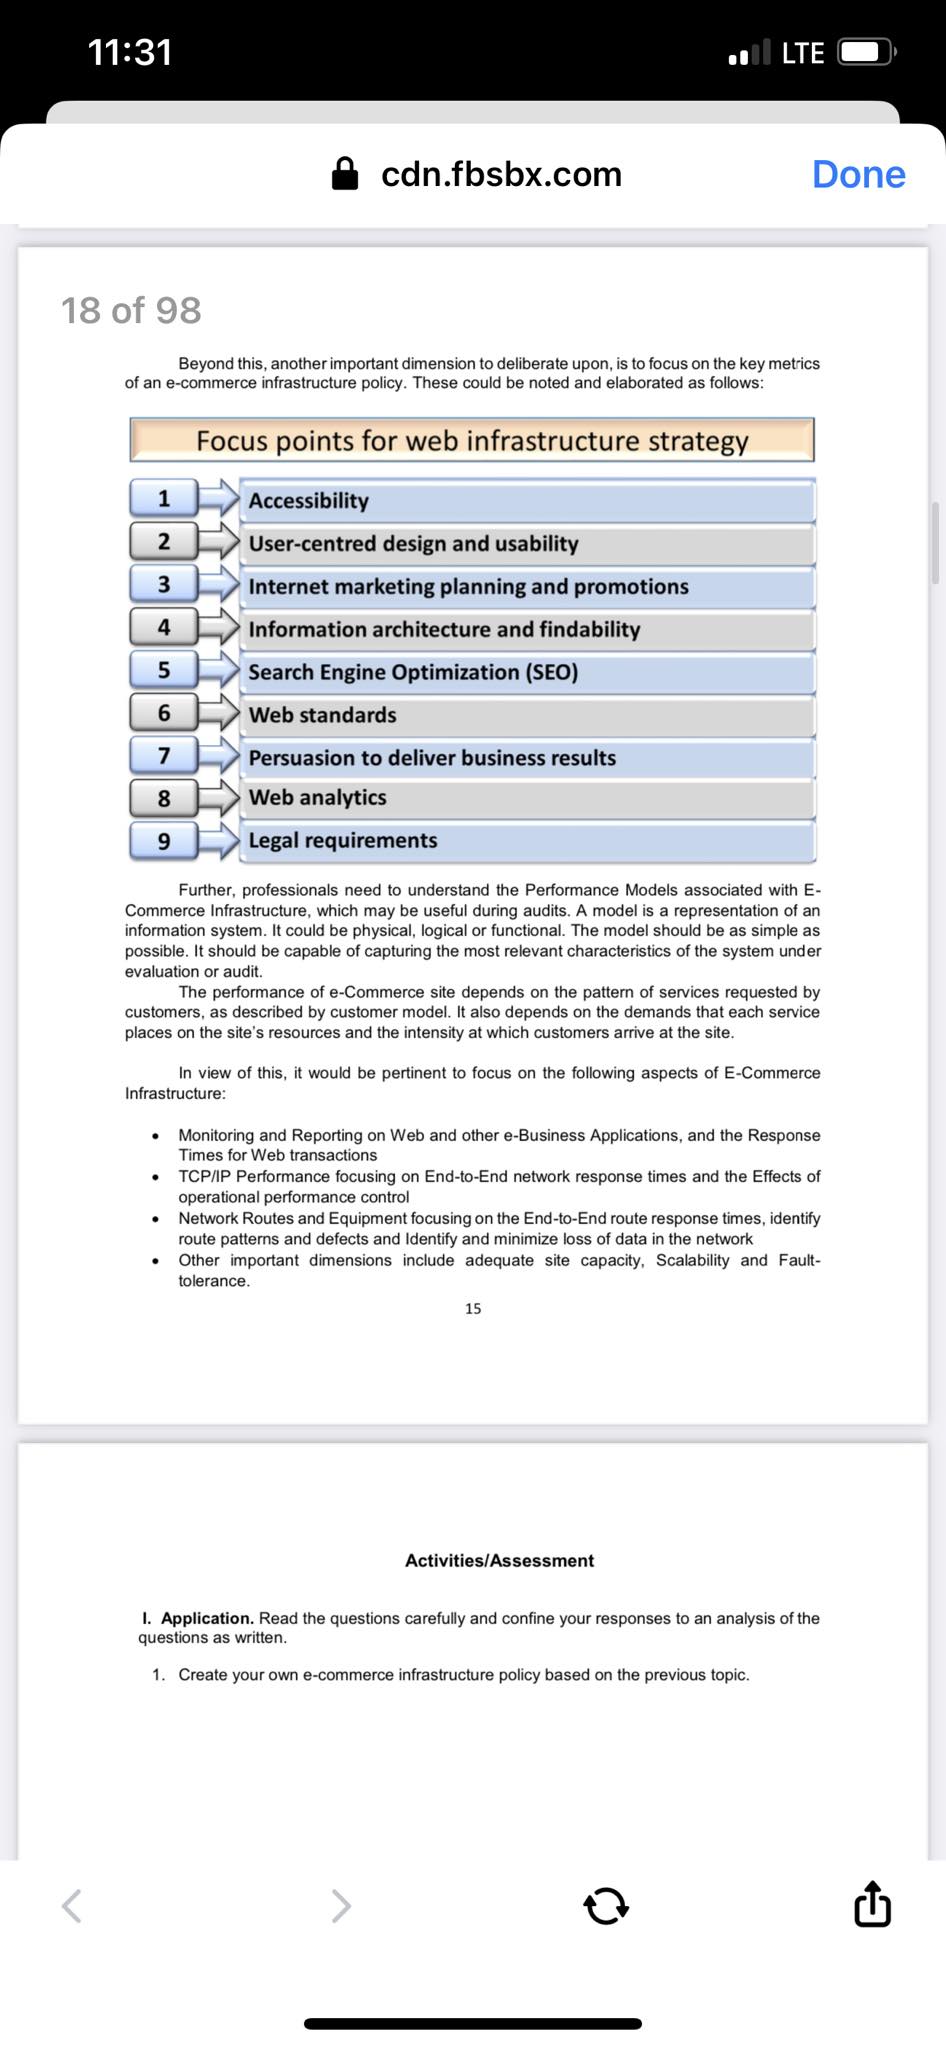 11:31
LTE
cdn.fbsbx.com
Done
18 of 98
Beyond this, another important dimension to deliberate upon, is to focus on the key metrics
of an e-commerce infrastructure policy. These could be noted and elaborated as follows:
Focus points for web infrastructure strategy
1 Accessibility
2 User-centred design and usability
3 Internet marketing planning and promotions
4 Information architecture and findability
5 Search Engine Optimization (SEO)
6 Web standards
7 Persuasion to deliver business results
8 Web analytics
9 Legal requirements
Further, professionals need to understand the Performance Models associated with E-
Commerce Infrastructure, which may be useful during audits. A model is a representation of an
information system. It could be physical, logical or functional. The model should be as simple as
possible. It should be capable of capturing the most relevant characteristics of the system under
evaluation or audit.
The performance of e-Commerce site depends on the pattern of services requested by
customers, as described by customer model. It also depends on the demands that each service
places on the site's resources and the intensity at which customers arrive at the site.
In view of this, it would be pertinent to focus on the following aspects of E-Commerce
Infrastructure:
• Monitoring and Reporting on Web and other e-Business Applications, and the Response
Times for Web transactions
• TCP/IP Performance focusing on End-to-End network response times and the Effects of
operational performance control
• Network Routes and Equipment focusing on the End-to-End route response times, identify
route patterns and defects and Identify and minimize loss of data in the network
• Other important dimensions include adequate site capacity, Scalability and Fault-
tolerance.
15
Activities/Assessment
I. Application. Read the questions carefully and confine your responses to an analysis of the
questions as written.
1. Create your own e-commerce infrastructure policy based on the previous topic.